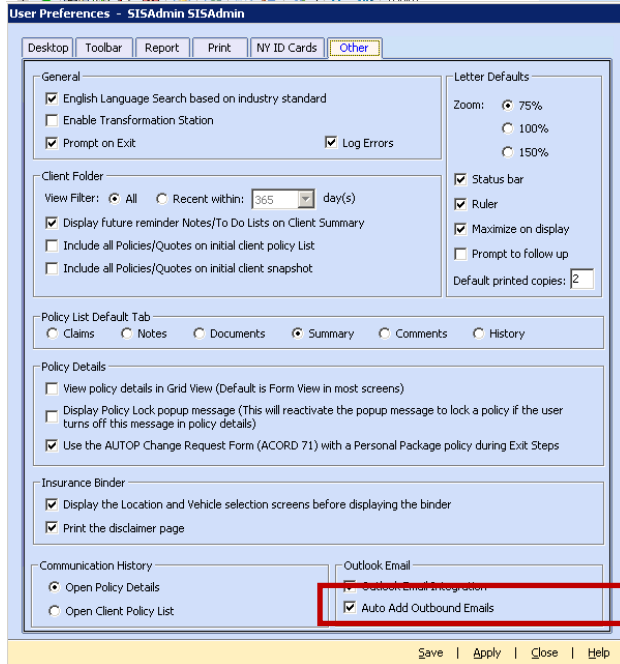 User Preferences - SISAdmin SISAdmin
Desktop Toolbar Report Print NY ID Cards Other
General
English Language Search based on industry standard
Enable Transformation Station
Prompt on Exit Log Errors
Letter Defaults
Zoom: 75%
100%
150%
Status bar
Ruler
Maximize on display
Prompt to follow up
Default printed copies: 2
Client Folder
View Filter: All Recent within: 365 day(s)
Display future reminder Notes/To Do Lists on Client Summary
Include all Policies/Quotes on initial client policy List
Include all Policies/Quotes on initial client snapshot
Policy List Default Tab
Claims Notes Documents Summary Comments History
Policy Details
View policy details in Grid View (Default is Form View in most screens)
Display Policy Lock popup message (This will reactivate the popup message to lock a policy if the user
turns off this message in policy details)
Use the AUTOP Change Request Form (ACORD 71) with a Personal Package policy during Exit Steps
Insurance Binder
Display the Location and Vehicle selection screens before displaying the binder
Print the disclaimer page
Communication History
Open Policy Details
Open Client Policy List
Outlook Email
Outlook Email Integration
Auto Add Outbound Emails
Save | Apply | Close | Help